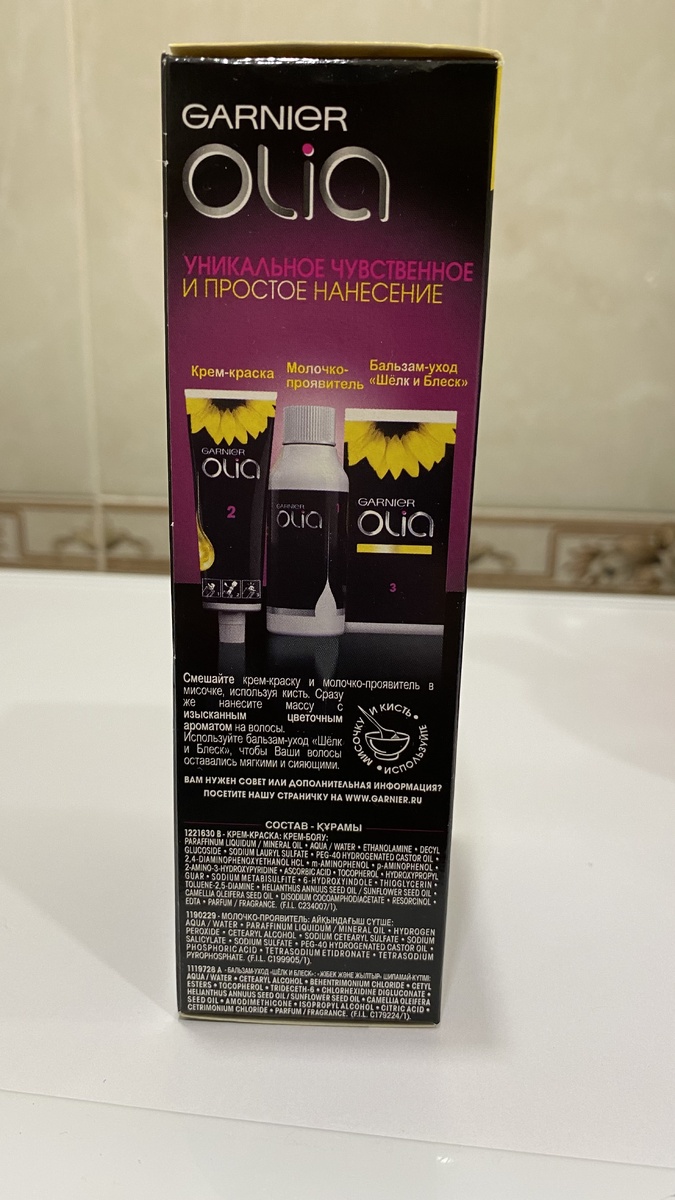 GARNIER
OLIA
УНИКАЛЬНОЕ ЧУВСТВЕННОЕ
И ПРОСТОЕ НАНЕСЕНИЕ
Крем-краска
Молочко-
проявитель
Бальзам-уход
«Шёлк и Блеск»
GARNIER
OLIA
2
GARNIER
OLIA
GARNIER
OLIA
3
Смешайте крем-краску и молочко-проявитель в
мисочке, используя кисть. Сразу
же нанесите массу с
изысканным цветочным
ароматом на волосы.
Используйте бальзам-уход «Шёлк
и Блеск», чтобы Ваши волосы
оставались мягкими и сияющими.
ИСПОЛЬЗУЙТЕ • МИСОЧКУ И КИСТЬ •
ВАМ НУЖЕН СОВЕТ ИЛИ ДОПОЛНИТЕЛЬНАЯ ИНФОРМАЦИЯ?
ПОСЕТИТЕ НАШУ СТРАНИЧКУ НА WWW.GARNIER.RU
СОСТАВ - ҚҰРАМЫ
1221630 B - КРЕМ-КРАСКА: КРЕМ-БОЯУ:
PARAFFINUM LIQUIDUM / MINERAL OIL • AQUA / WATER • ETHANOLAMINE • DECYL
GLUCOSIDE • SODIUM LAURYL SULFATE • PEG-40 HYDROGENATED CASTOR OIL •
2,4-DIAMINOPHENOXYETHANOL HCL • m-AMINOPHENOL • p-AMINOPHENOL •
2-AMINO-3-HYDROXYPYRIDINE • ASCORBIC ACID • TOCOPHEROL • HYDROXYPROPYL
GUAR • SODIUM METABISULFITE • 6-HYDROXYINDOLE • THIOGLYCERIN •
TOLUENE-2,5-DIAMINE • HELIANTHUS ANNUUS SEED OIL / SUNFLOWER SEED OIL •
CAMELLIA OLEIFERA SEED OIL • DISODIUM COCOAMPHODIACETATE • RESORCINOL •
EDTA • PARFUM / FRAGRANCE. (F.I.L. C234007/1).
1190229 - МОЛОЧКО-ПРОЯВИТЕЛЬ: АЙҚЫНДАҒЫШ СҮТШЕ:
AQUA / WATER • PARAFFINUM LIQUIDUM / MINERAL OIL • HYDROGEN
PEROXIDE • CETEARYL ALCOHOL • SODIUM CETEARYL SULFATE • SODIUM
SALICYLATE • SODIUM SULFATE • PEG-40 HYDROGENATED CASTOR OIL •
PHOSPHORIC ACID • TETRASODIUM ETIDRONATE • TETRASODIUM
PYROPHOSPHATE. (F.I.L. C199905/1).
1119728 A - БАЛЬЗАМ-УХОД «ШЁЛК И БЛЕСК»: «ЖІБЕК ЖӘНЕ ЖЫЛТЫР» ШИПАМАЙ-КҮТІМІ:
AQUA / WATER • CETEARYL ALCOHOL • BEHENTRIMONIUM CHLORIDE • CETYL
ESTERS • TOCOPHEROL • TRIDECETH-6 • CHLORHEXIDINE DIGLUCONATE •
HELIANTHUS ANNUUS SEED OIL / SUNFLOWER SEED OIL • CAMELLIA OLEIFERA
SEED OIL • AMODIMETHICONE • ISOPROPYL ALCOHOL • CITRIC ACID •
CETRIMONIUM CHLORIDE • PARFUM / FRAGRANCE. (F.I.L. C179224/1).